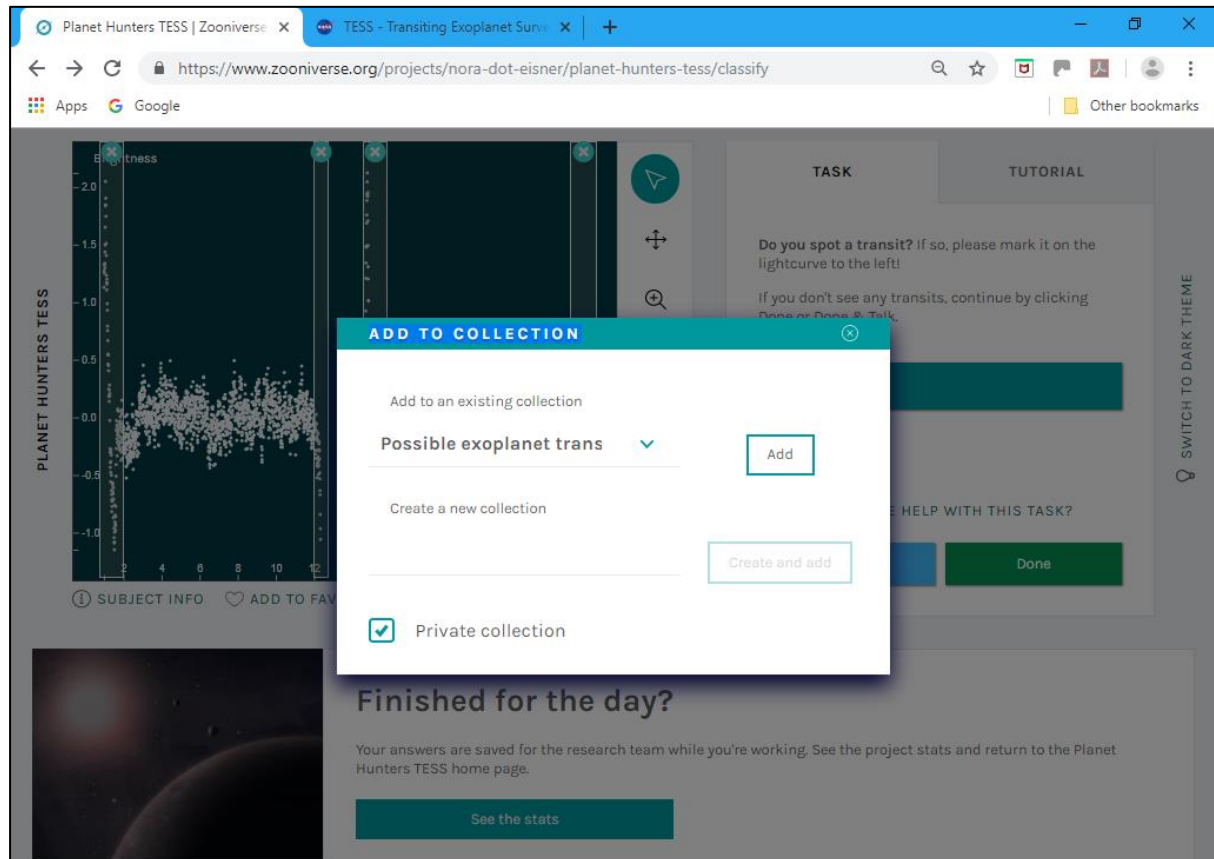 Planet Hunters TESS | Zooniverse
TESS - Transiting Exoplanet Surve
https://www.zooniverse.org/projects/nora-dot-eisner/planet-hunters-tess/classify
Apps
Google
Other bookmarks
PLANET HUNTERS TESS
2.0
1.5
1.0
0.5
0.0
-0.5
-1.0
2 4 6 8 10 12
SUBJECT INFO
ADD TO FAV
TASK
TUTORIAL
Do you spot a transit? If so, please mark it on the
lightcurve to the left!
If you don't see any transits, continue by clicking
Done or Done & Talk.
HELP WITH THIS TASK?
Done
SWITCH TO DARK THEME
ADD TO COLLECTION
Add to an existing collection
Possible exoplanet trans
Add
Create a new collection
Create and add
Private collection
Finished for the day?
Your answers are saved for the research team while you're working. See the project stats and return to the Planet
Hunters TESS home page.
See the stats